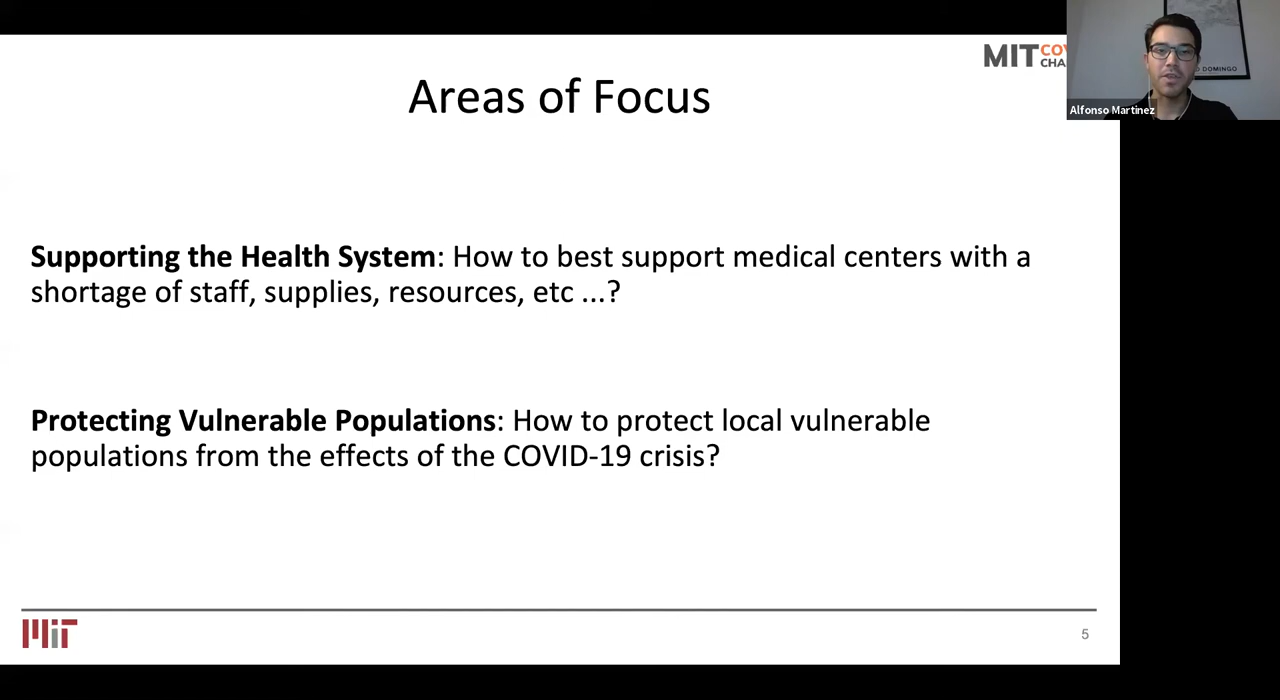 MIT
Areas of Focus
Alfonso Martinez
DOMINGO
Supporting the Health System: How to best support medical centers with a
shortage of staff, supplies, resources, etc ...?
Protecting Vulnerable Populations: How to protect local vulnerable
populations from the effects of the COVID-19 crisis?
MIT
5